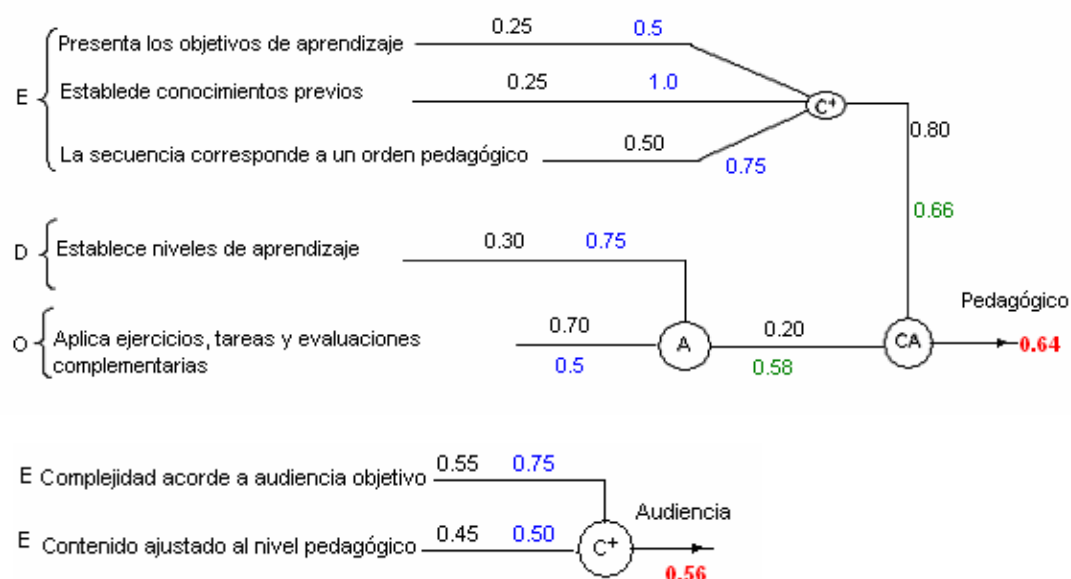 0.25 0.5
Presenta los objetivos de aprendizaje
E Establede conocimientos previos 0.25 1.0
C+
0.80
La secuencia corresponde a un orden pedagógico 0.50
0.75
0.66
D Establece niveles de aprendizaje 0.30 0.75
Pedagógico
O Aplica ejercicios, tareas y evaluaciones 0.70 A 0.20 CA 0.64
complementarias 0.5 0.58
E Complejidad acorde a audiencia objetivo 0.55 0.75
Audiencia
E Contenido ajustado al nivel pedagógico 0.45 0.50 C+
0.56